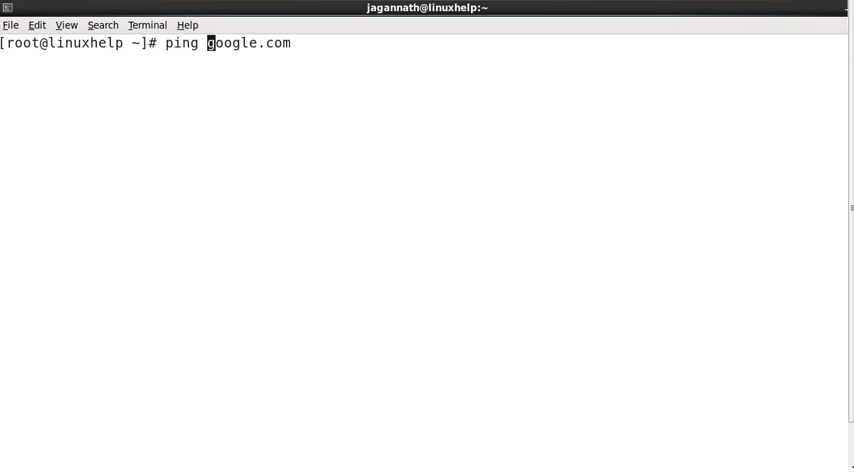 jagannath@linuxhelp:~
File Edit View Search Terminal Help
[root@linuxhelp ~]# ping google.com